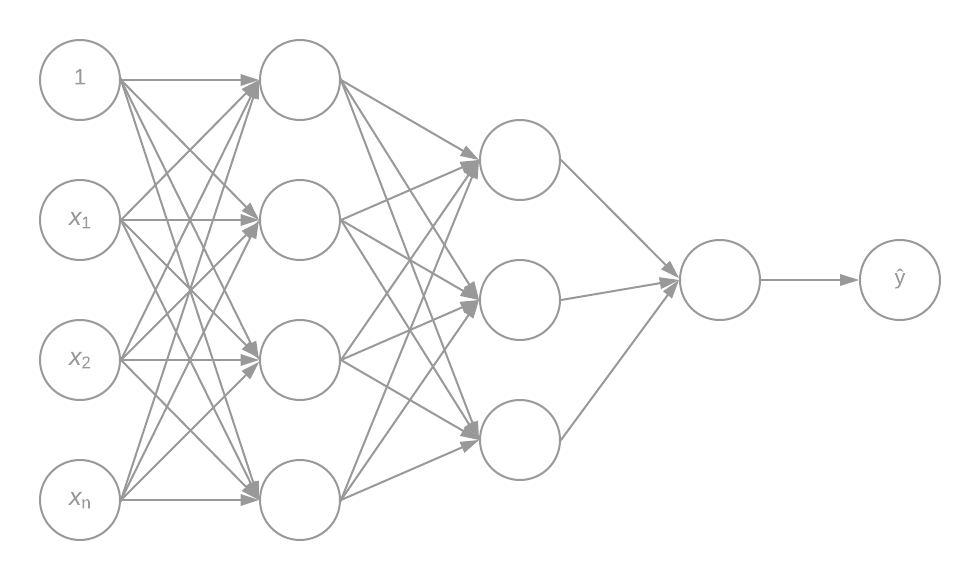 1
x₁
x₂
xₙ
ŷ